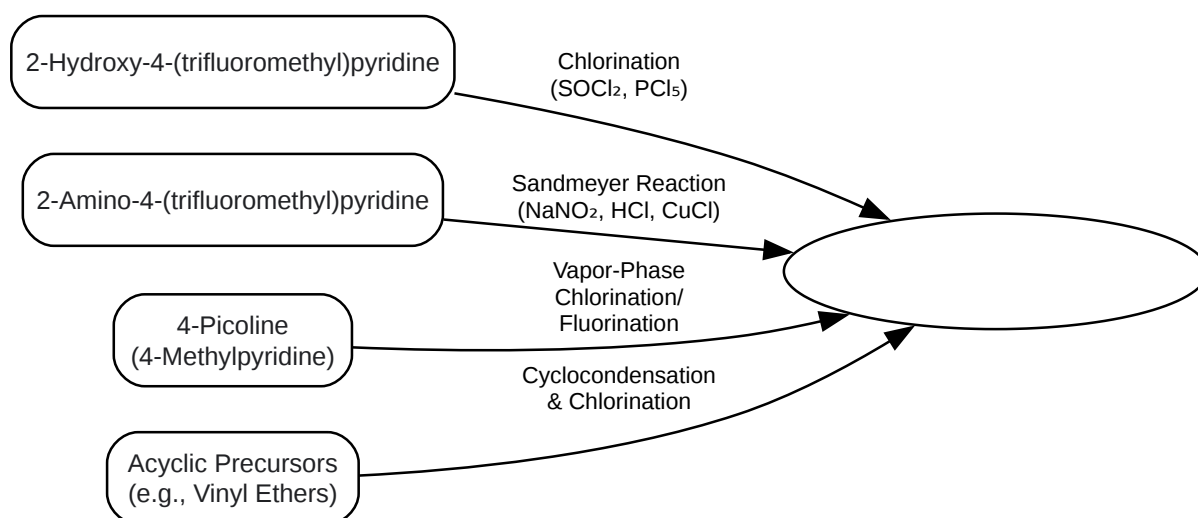 2-Hydroxy-4-(trifluoromethyl)pyridine
Chlorination
(SOCl₂, PCl₅)
2-Amino-4-(trifluoromethyl)pyridine
Sandmeyer Reaction
(NaNO₂, HCl, CuCl)
4-Picoline
(4-Methylpyridine)
Vapor-Phase
Chlorination/
Fluorination
Acyclic Precursors
(e.g., Vinyl Ethers)
Cyclocondensation
& Chlorination